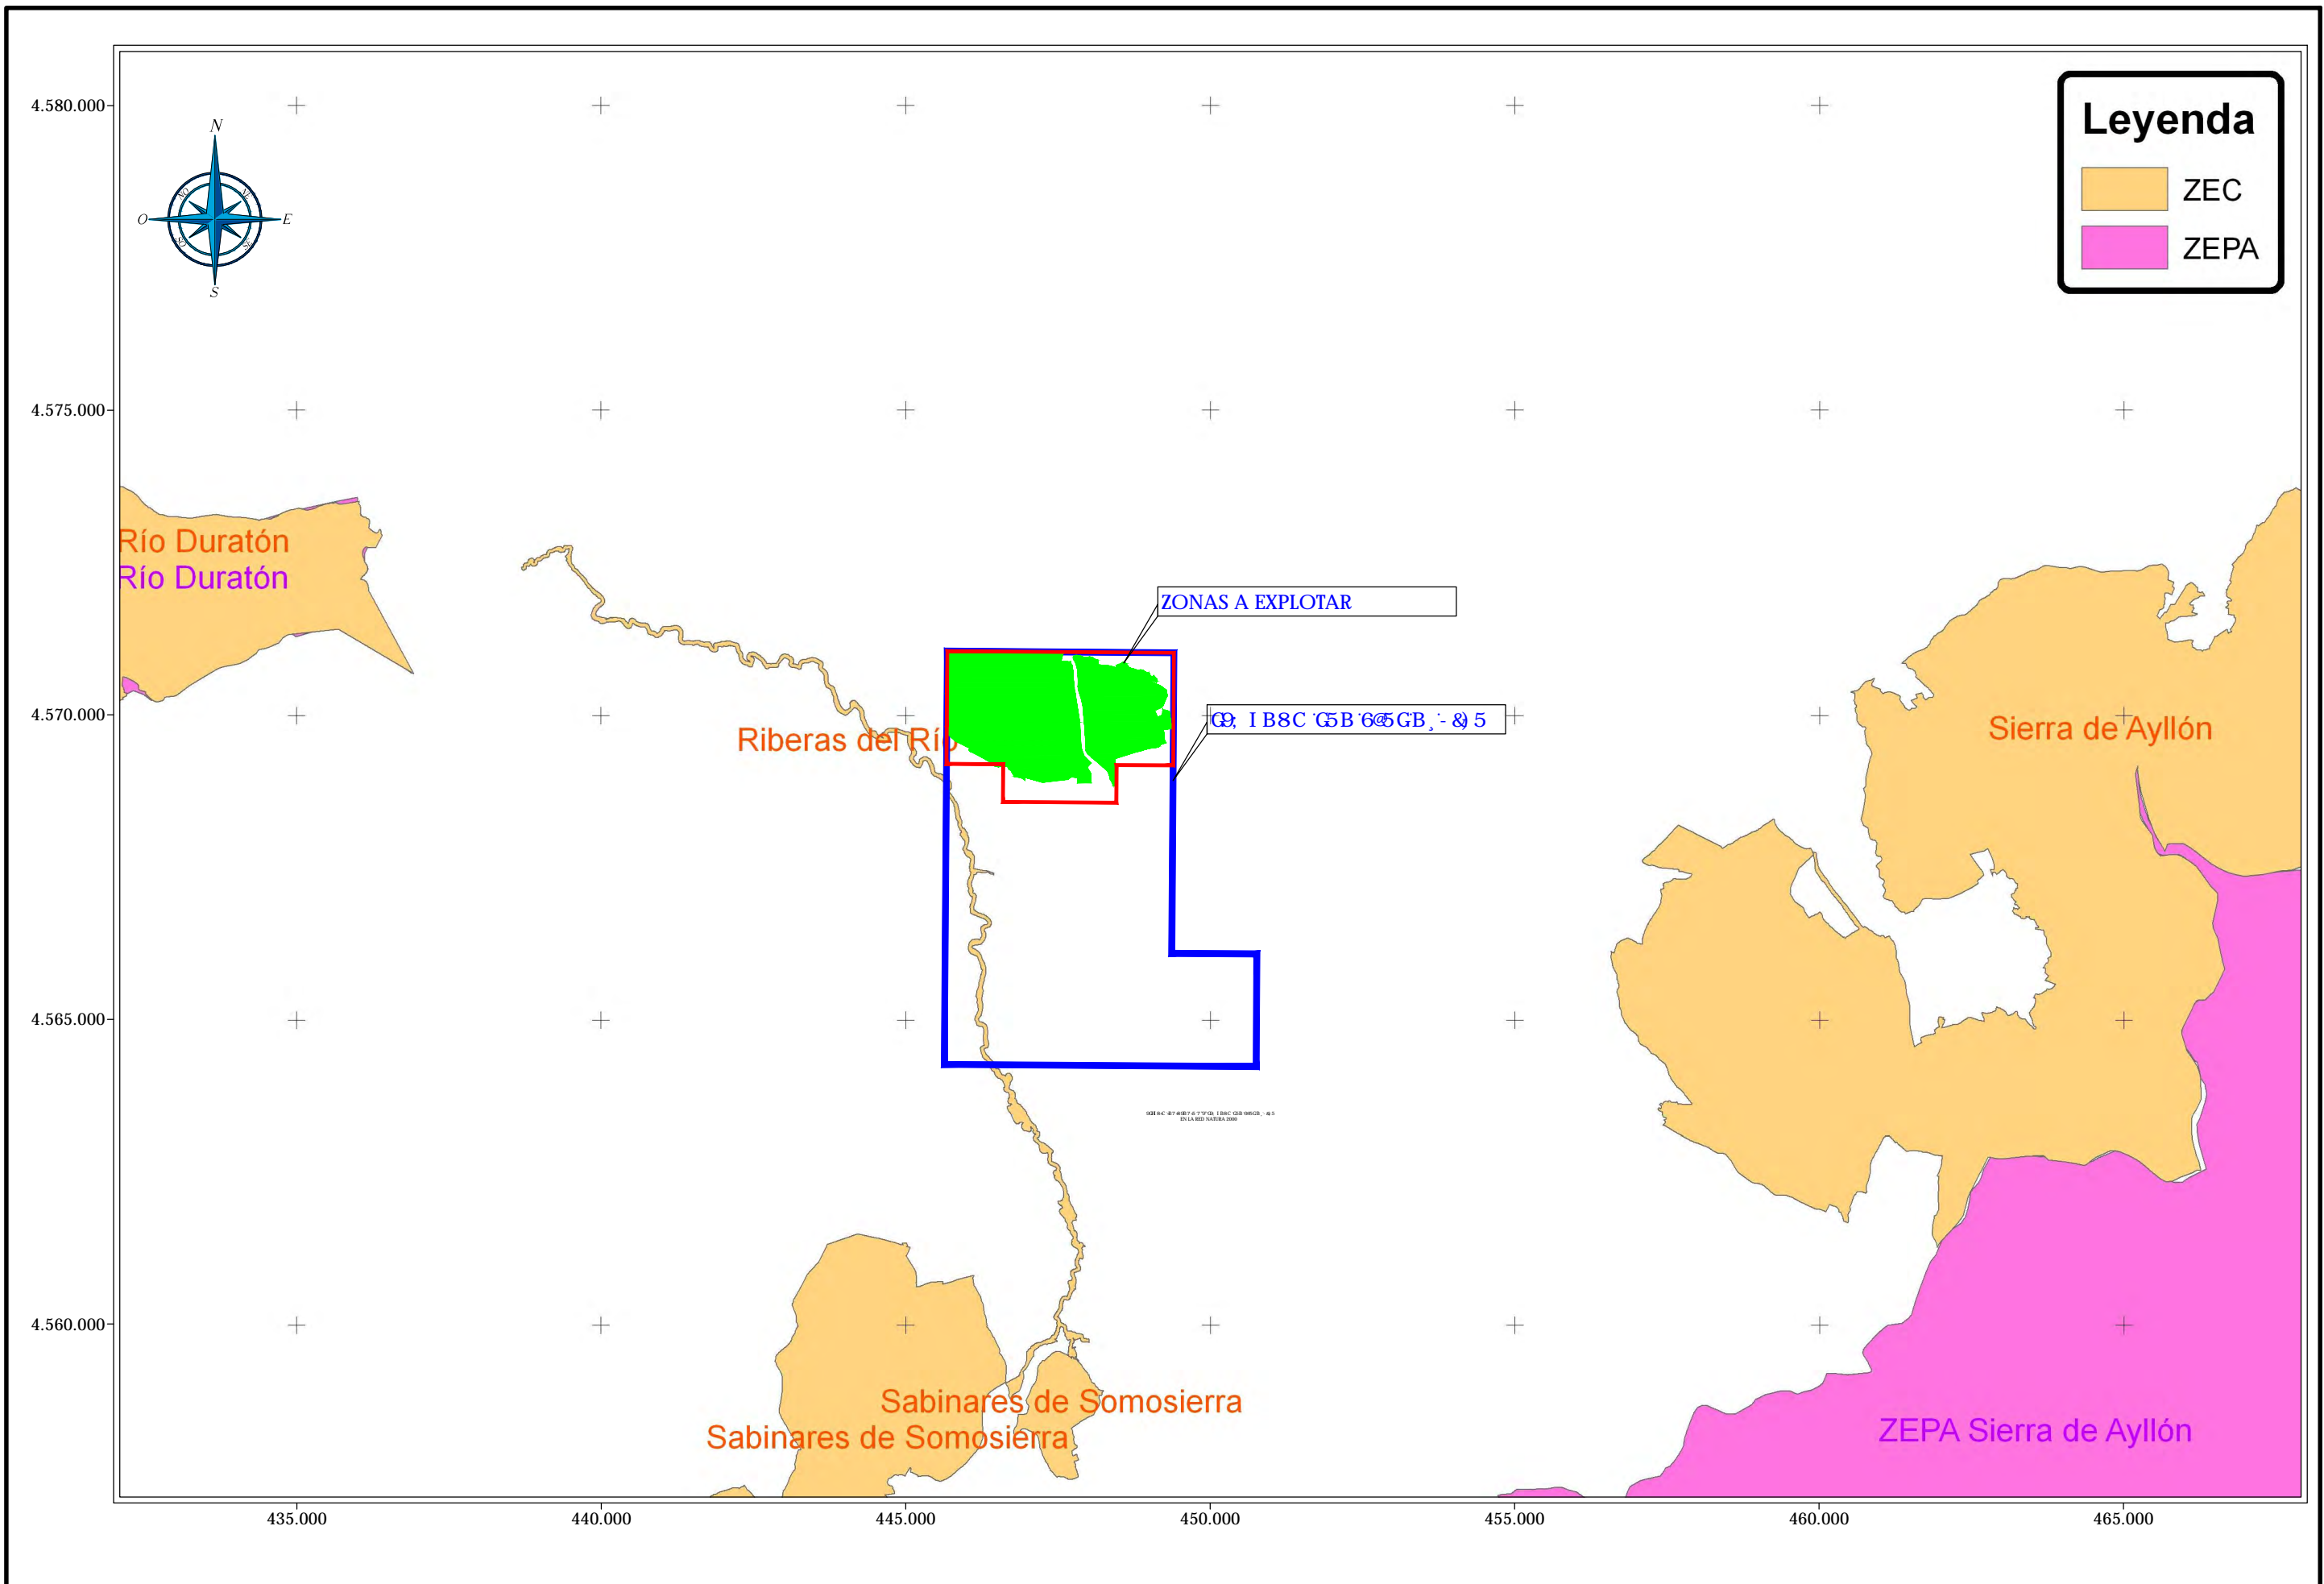 4.580.000
N
O
E
S
Leyenda
ZEC
ZEPA
4.575.000
Río Duratón
Río Duratón
ZONAS A EXPLOTAR
4.570.000
Riberas del Río
Sierra de Ayllón
4.565.000
EN LA RED NATURA 2000
4.560.000
Sabinares de Somosierra
Sabinares de Somosierra
ZEPA Sierra de Ayllón
435.000
440.000
445.000
450.000
455.000
460.000
465.000